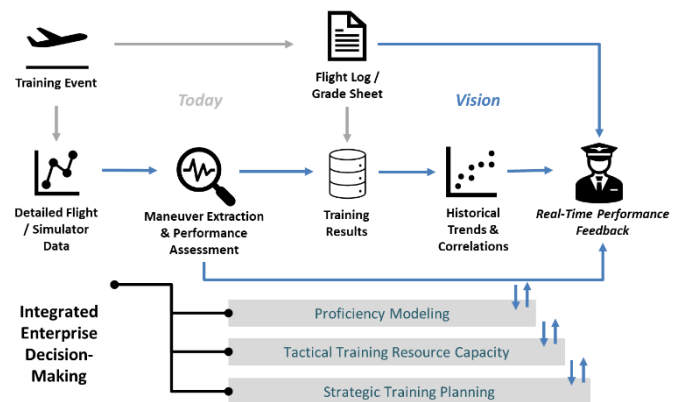 Training Event
Flight Log /
Grade Sheet
Today
Vision
Detailed Flight
/ Simulator
Data
Maneuver Extraction
& Performance
Assessment
Training
Results
Historical
Trends &
Correlations
Real-Time Performance
Feedback
Integrated
Enterprise
Decision-
Making
Proficiency Modeling
Tactical Training Resource Capacity
Strategic Training Planning